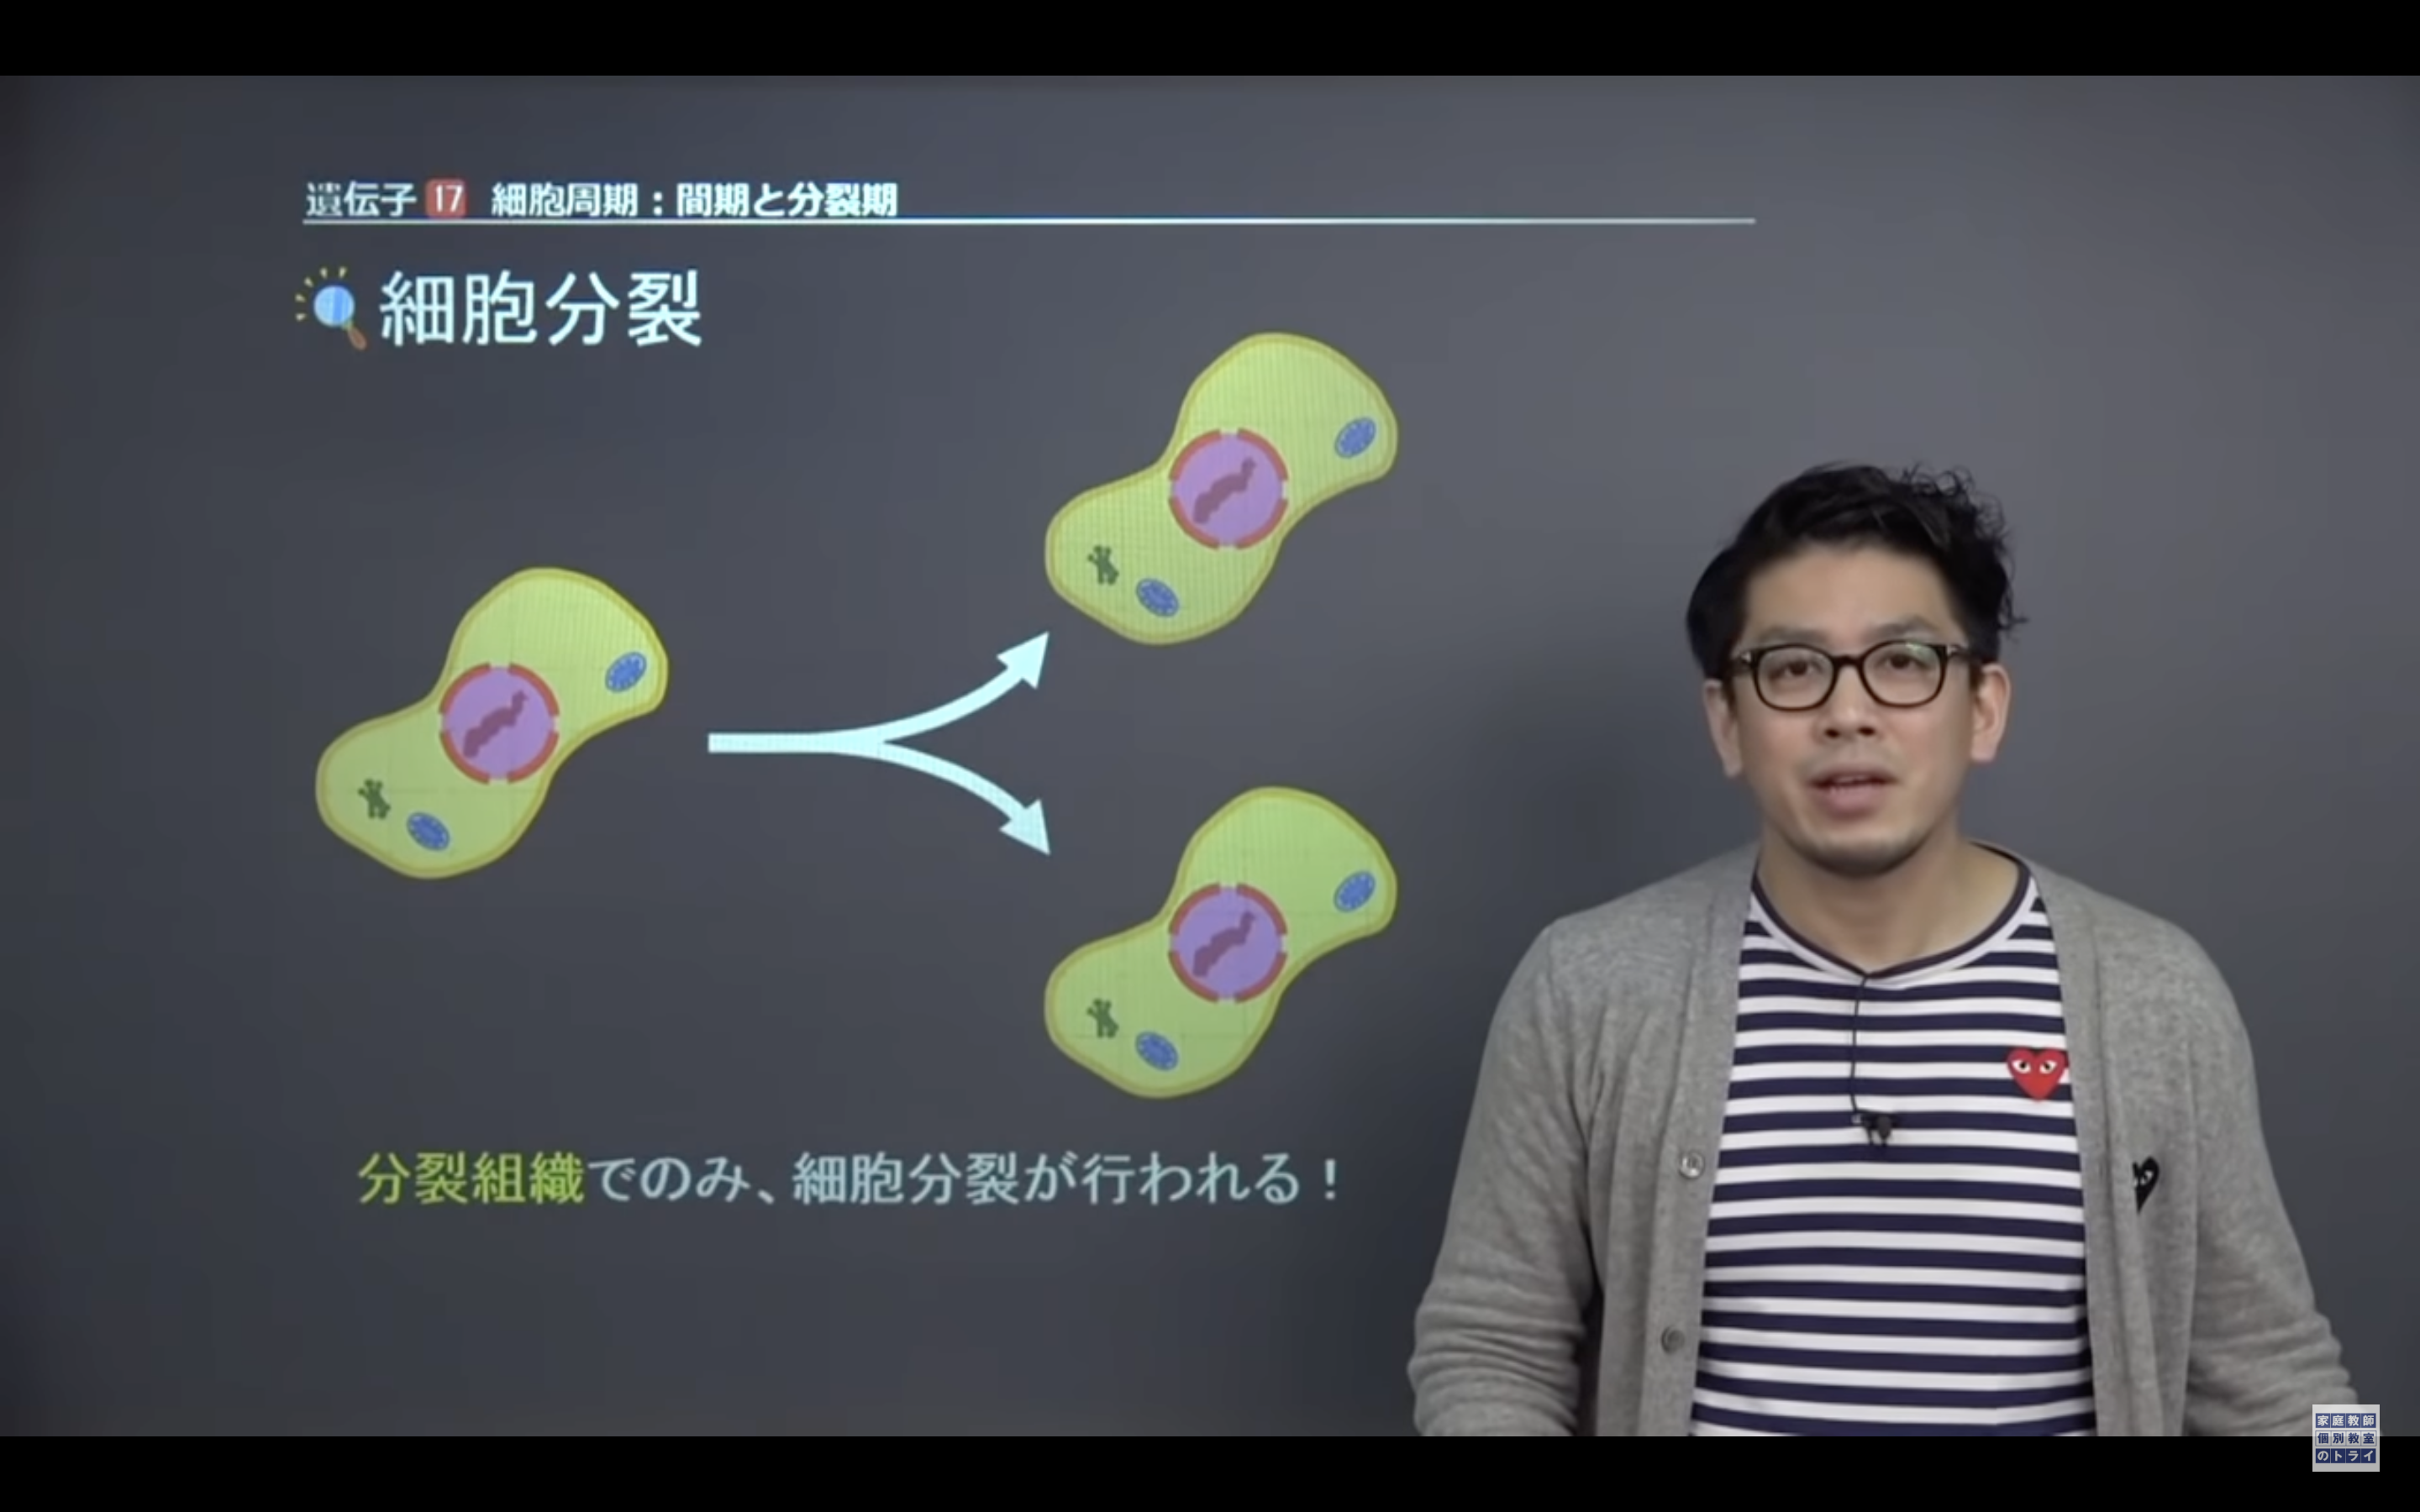 遺伝子 17 細胞周期：間期と分裂期
細胞分裂
分裂組織でのみ、細胞分裂が行われる！
家庭教師
個別教室
のトライ